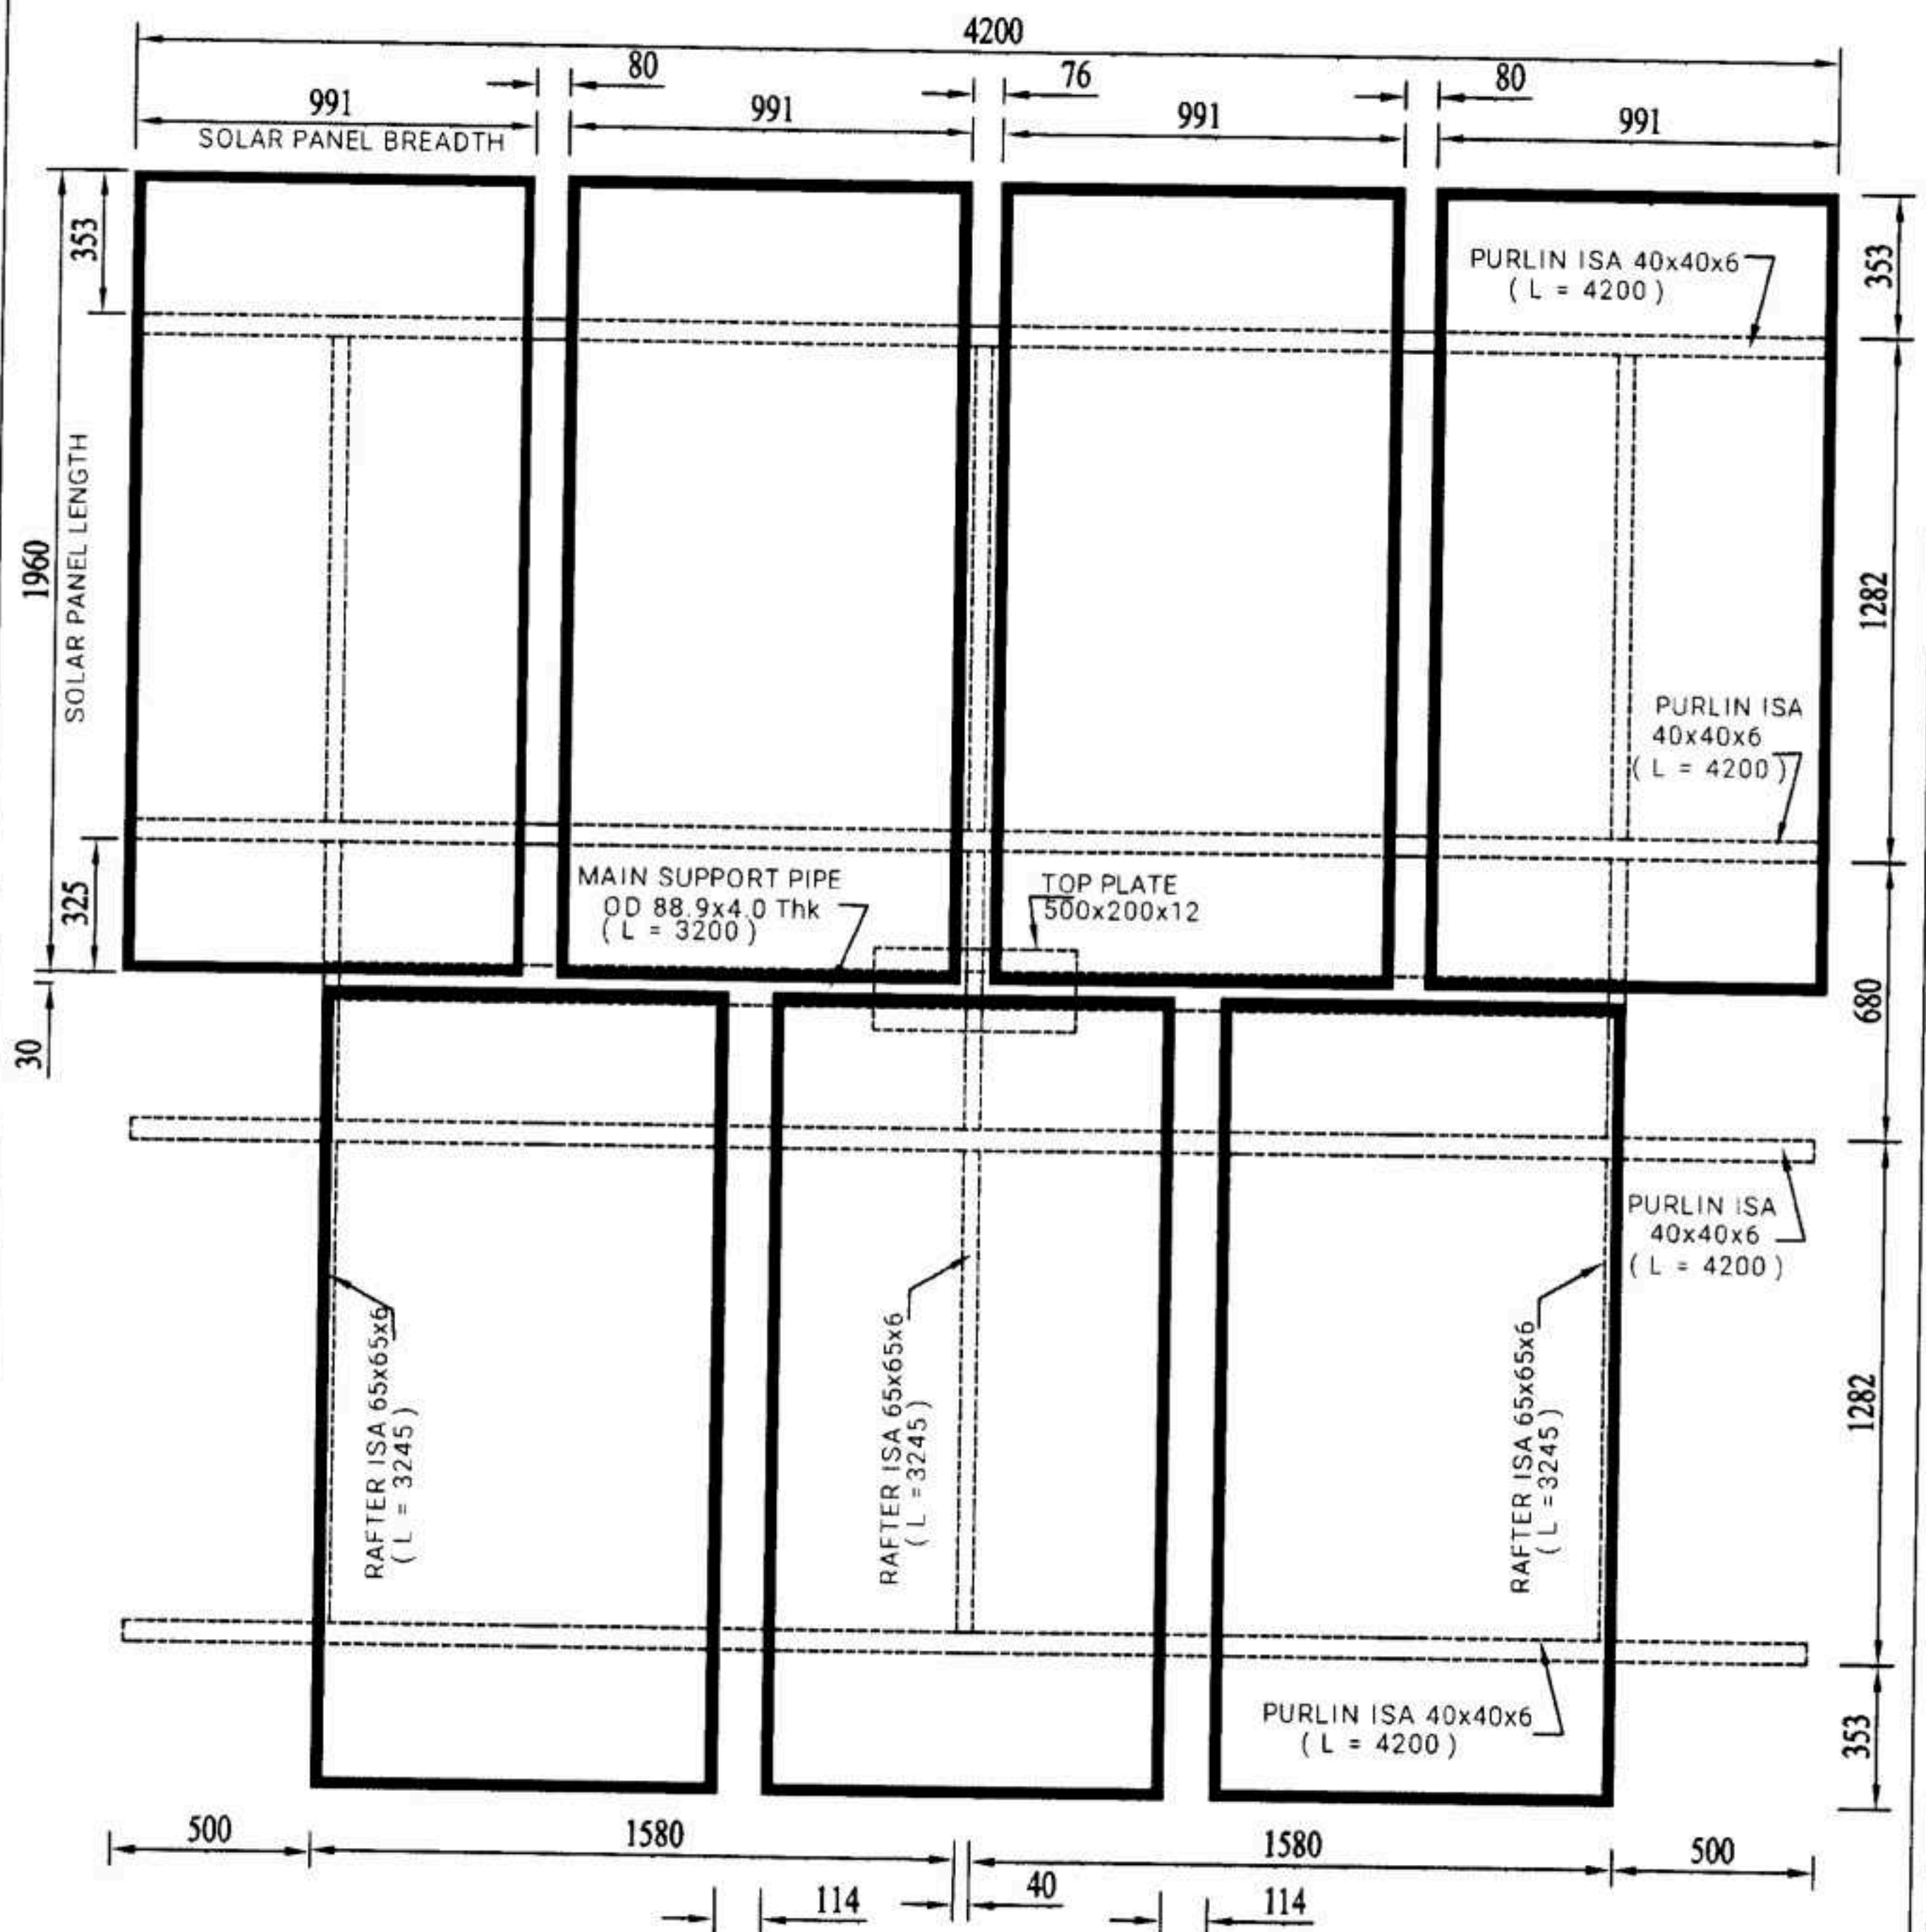 4200
80
76
80
991
991
991
991
SOLAR PANEL BREADTH
353
353
PURLIN ISA 40x40x6
( L = 4200 )
1960
SOLAR PANEL LENGTH
1282
PURLIN ISA
40x40x6
( L = 4200 )
325
MAIN SUPPORT PIPE
OD 88.9x4.0 Thk
( L = 3200 )
TOP PLATE
500x200x12
680
30
PURLIN ISA
40x40x6
( L = 4200 )
RAFTER ISA 65x65x6
( L = 3245 )
RAFTER ISA 65x65x6
( L =3245 )
RAFTER ISA 65x65x6
( L =3245 )
1282
PURLIN ISA 40x40x6
( L = 4200 )
353
500
1580
1580
500
114
40
114